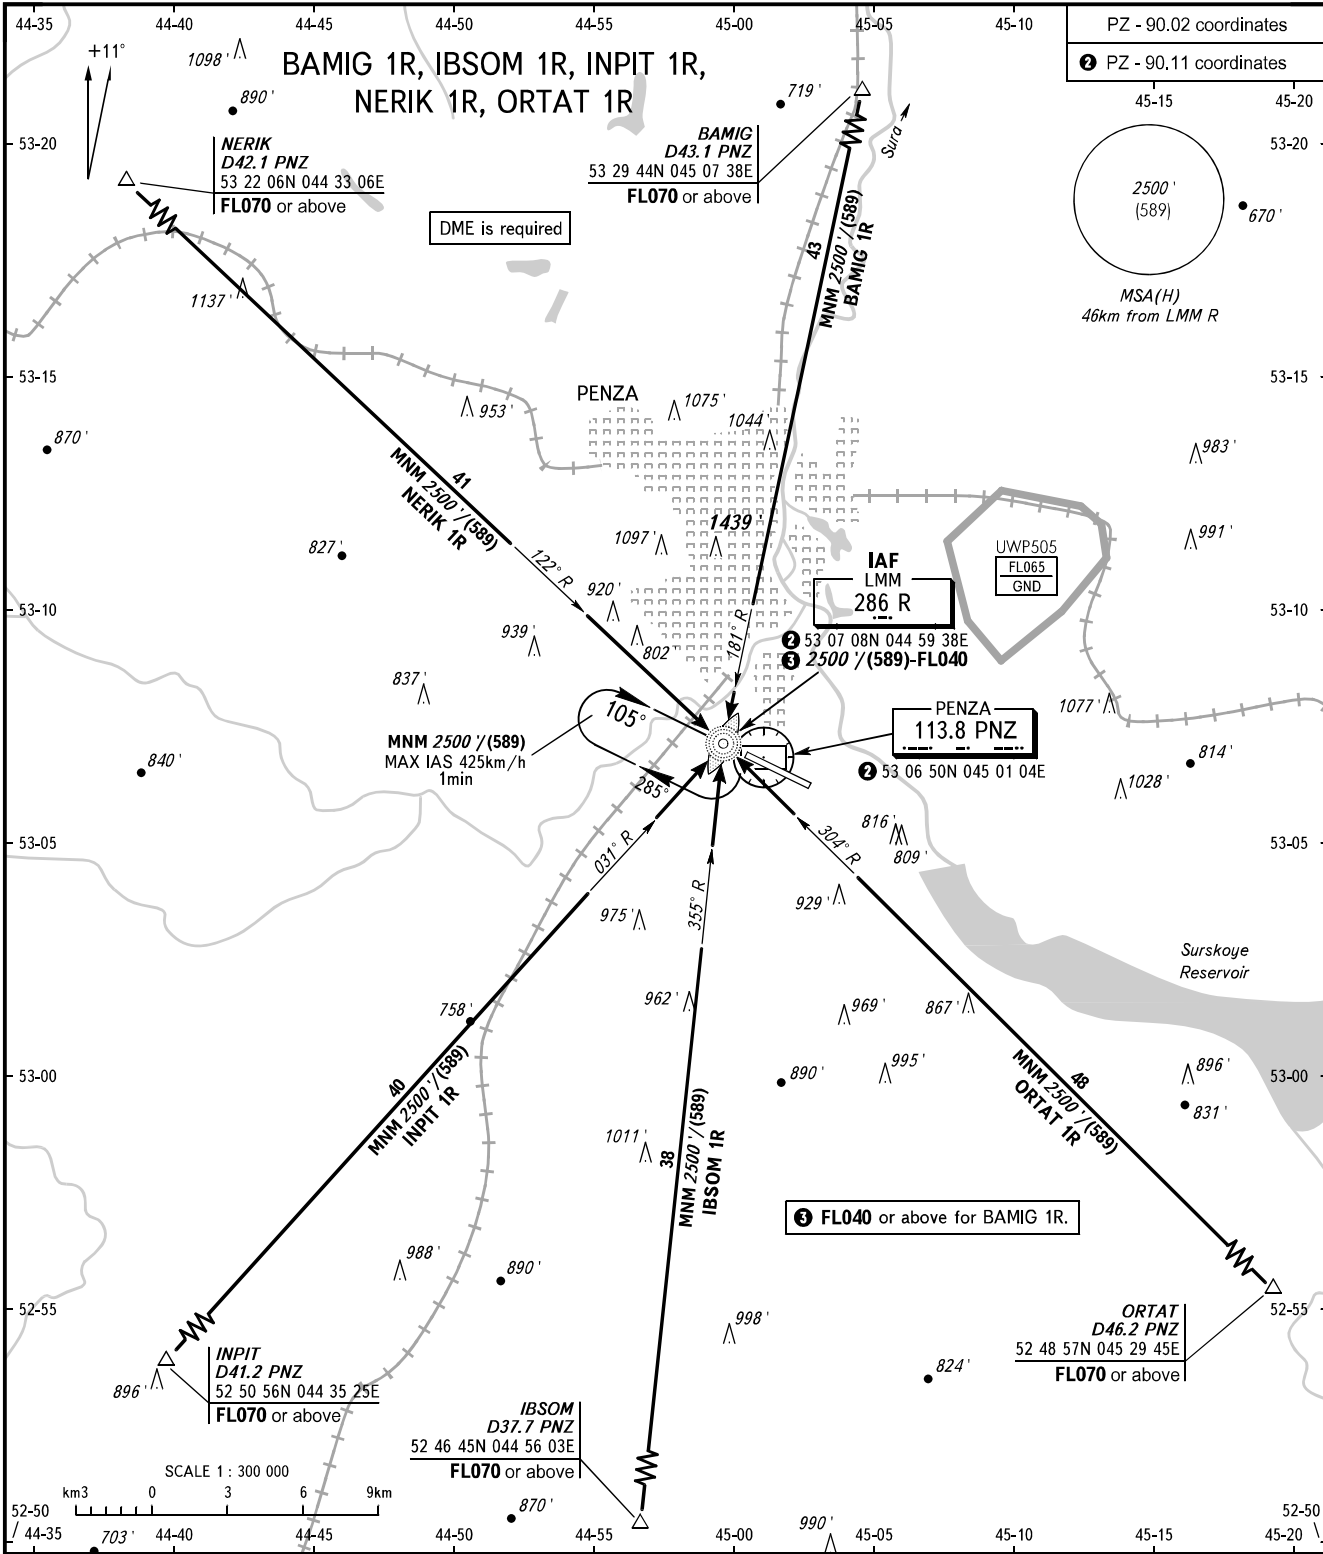 44-35
44-40
44-45
44-50
44-55
45-00
45-05
45-10
PZ - 90.02 coordinates
❷ PZ - 90.11 coordinates
45-15
45-20
+11°
BAMIG 1R, IBSOM 1R, INPIT 1R,
NERIK 1R, ORTAT 1R
1098'
890'
719'
Sura
53-20
53-20
NERIK
D42.1 PNZ
53 22 06N 044 33 06E
FL070 or above
BAMIG
D43.1 PNZ
53 29 44N 045 07 38E
FL070 or above
DME is required
2500'
(589)
670'
MSA(H)
46km from LMM R
43
MNM 2500'/(589)
BAMIG 1R
1137'
53-15
53-15
PENZA
953'
1075'
1044'
870'
983'
41
MNM 2500'/(589)
NERIK 1R
1439'
1097'
827'
991'
UWP505
FL065
GND
122° R
920'
IAF
LMM
286 R
❷ 53 07 08N 044 59 38E
❸ 2500'/(589)-FL040
53-10
53-10
939'
802'
181° R
837'
105°
1077'
PENZA
113.8 PNZ
❷ 53 06 50N 045 01 04E
MNM 2500'/(589)
MAX IAS 425km/h
1min
840'
814'
285°
1028'
816'
809'
031° R
304° R
53-05
53-05
355° R
975'
929'
Surskoye
Reservoir
758'
962'
969'
867'
890'
995'
896'
53-00
53-00
831'
40
MNM 2500'/(589)
INPIT 1R
48
MNM 2500'/(589)
ORTAT 1R
1011'
38
MNM 2500'/(589)
IBSOM 1R
❸ FL040 or above for BAMIG 1R.
988'
890'
52-55
52-55
998'
ORTAT
D46.2 PNZ
52 48 57N 045 29 45E
FL070 or above
824'
INPIT
D41.2 PNZ
52 50 56N 044 35 25E
FL070 or above
896'
IBSOM
D37.7 PNZ
52 46 45N 044 56 03E
FL070 or above
SCALE 1 : 300 000
km3
0
3
6
9km
870'
990'
703'
52-50
52-50
44-35
44-40
44-45
44-50
44-55
45-00
45-05
45-10
45-15
45-20